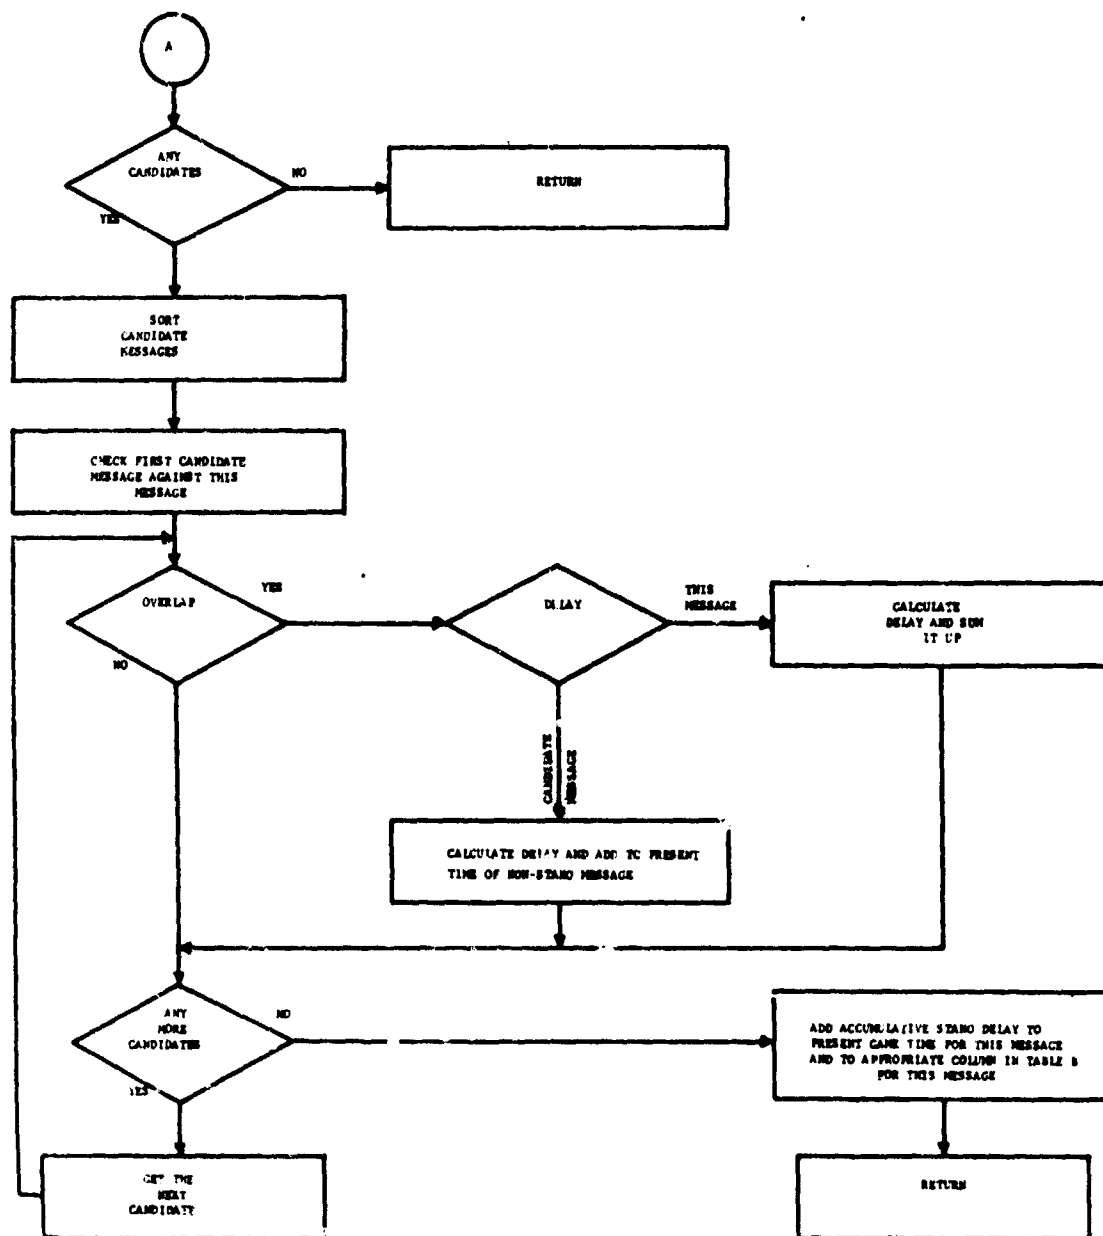 A
ANY
CANDIDATES
NO
RETURN
YES
SORT
CANDIDATE
MESSAGES
CHECK FIRST CANDIDATE
MESSAGE AGAINST THIS
MESSAGE
OVERLAP
YES
NO
DELAY
THIS
MESSAGE
CALCULATE
DELAY AND SUM
IT UP
CANDIDATE
MESSAGE
CALCULATE DELAY AND ADD TO PRESENT
TIME OF NON-STANO MESSAGE
ANY
MORE
CANDIDATES
NO
YES
ADD ACCUMULATIVE STANO DELAY TO
PRESENT GAME TIME FOR THIS MESSAGE
AND TO APPROPRIATE COLUMN IN TABLE
FOR THIS MESSAGE
GET THE
NEXT
CANDIDATE
RETURN